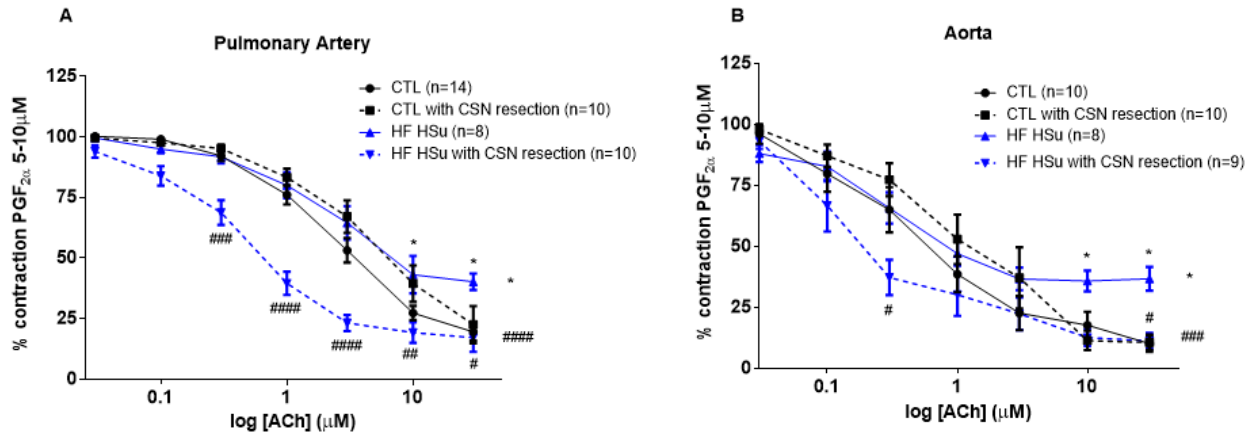 A
Pulmonary Artery
% contraction PGF2α 5-10μM
125
100
75
50
25
0
0.1
1
10
log [ACh] (μM)
CTL (n=14)
CTL with CSN resection (n=10)
HF HSu (n=8)
HF HSu with CSN resection (n=10)
*
*
*
###
####
####
##
#
####
B
Aorta
% contraction PGF2α 5-10μM
125
100
75
50
25
0
0.1
1
10
log [ACh] (μM)
CTL (n=10)
CTL with CSN resection (n=10)
HF HSu (n=8)
HF HSu with CSN resection (n=9)
*
*
*
#
#
###